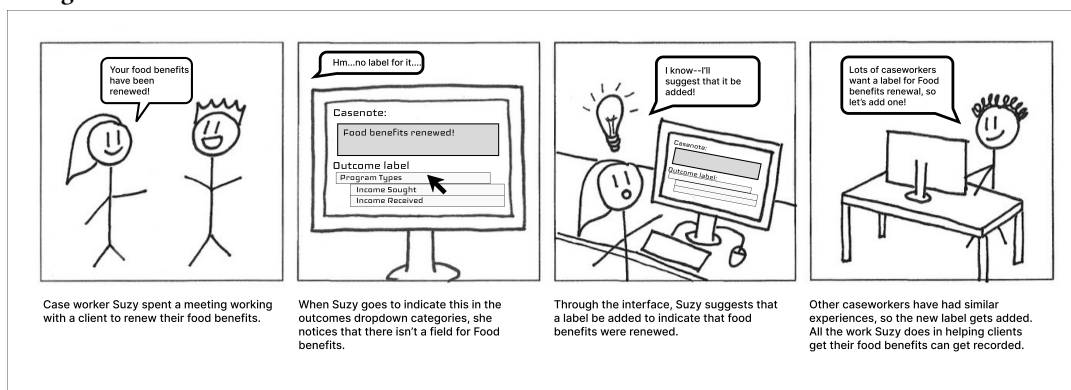 Your food benefits
have been
renewed!
Case worker Suzy spent a meeting working
with a client to renew their food benefits.
Hm...no label for it....
Casenote:
Food benefits renewed!
Outcome label
Program Types
Income Sought
Income Received
When Suzy goes to indicate this in the
outcomes dropdown categories, she
notices that there isn't a field for Food
benefits.
I know--I'll
suggest that it be
added!
Casenote:
Outcome label:
Through the interface, Suzy suggests that
a label be added to indicate that food
benefits were renewed.
Lots of caseworkers
want a label for Food
benefits renewal, so
let's add one!
Other caseworkers have had similar
experiences, so the new label gets added.
All the work Suzy does in helping clients
get their food benefits can get recorded.